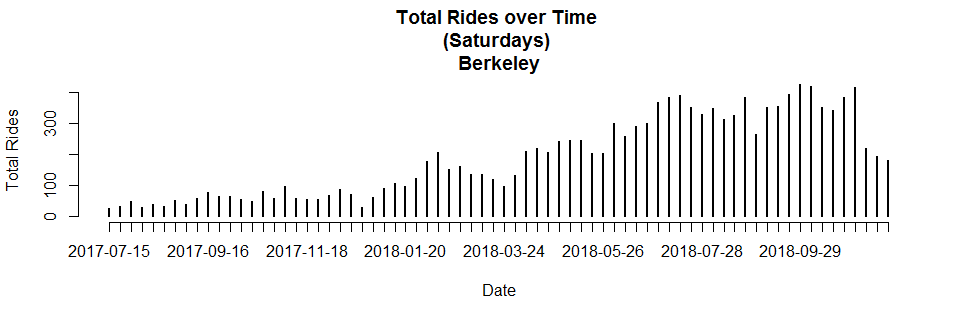 Total Rides over Time
(Saturdays)
Berkeley
Total Rides
300
100
0
2017-07-15 2017-09-16 2017-11-18 2018-01-20 2018-03-24 2018-05-26 2018-07-28 2018-09-29
Date